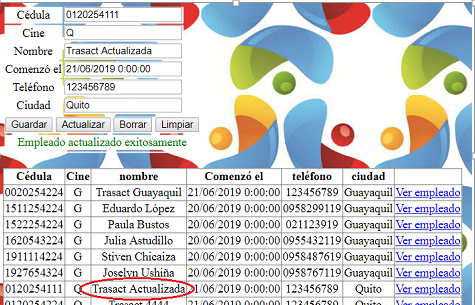 Cédula 0120254111
Cine Q
Nombre Trasact Actualizada
Comenzó el 21/06/2019 0:00:00
Teléfono 123456789
Ciudad Quito
Guardar Actualizar Borrar Limpiar
Empleado actualizado exitosamente
Cédula Cine nombre Comenzó el teléfono ciudad
0020254224 G Trasact Guayaquil 21/06/2019 0:00:00 123456789 Guayaquil Ver empleado
1511254224 G Eduardo López 20/06/2019 0:00:00 0958299119 Guayaquil Ver empleado
1522254224 G Paula Bustos 20/06/2019 0:00:00 021123919 Guayaquil Ver empleado
1620543224 G Julia Astudillo 20/06/2019 0:00:00 0955432119 Guayaquil Ver empleado
1911114224 G Stiven Chicaiza 20/06/2019 0:00:00 0958487619 Guayaquil Ver empleado
1927654324 G Joselyn Ushiña 20/06/2019 0:00:00 0958767119 Guayaquil Ver empleado
0120254111 Q Trasact Actualizada 21/06/2019 0:00:00 123456789 Quito Ver empleado
21/06/2019 0:00:00 123456789 Quito Ver empleado